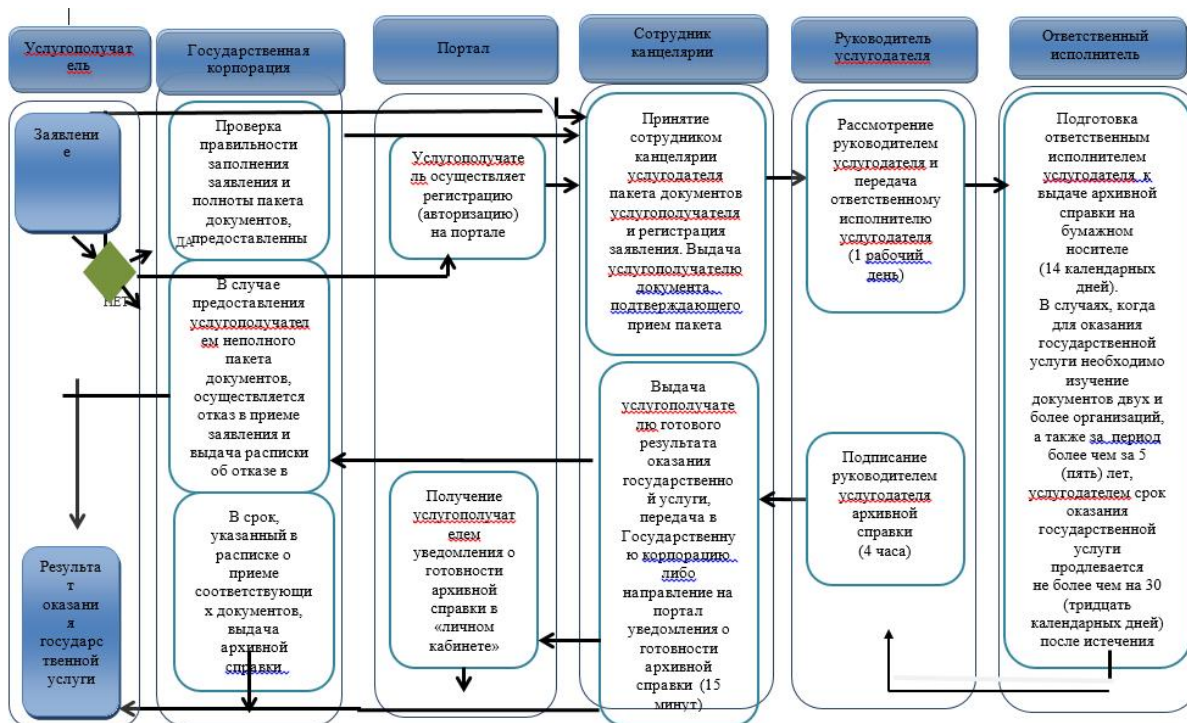 Услугополучат
ель
Государственная
корпорация
Портал
Сотрудник
канцелярии
Руководитель
услугодателя
Ответственный
исполнитель
Заявлени
е
ДА
НЕТ
Результа
т
оказани
я
государс
твенной
услуги
Проверка
правильности
заполнения
заявления и
полноты пакета
документов,
предоставленны
В случае
предоставления
услугополучател
ем неполного
пакета
документов,
осуществляется
отказ в приеме
заявления и
выдача расписки
об отказе в
В срок,
указанный в
расписке о
приеме
соответствующи
х документов,
выдача
архивной
справки
Услугополучате
ль осуществляет
регистрацию
(авторизацию)
на портале
Получение
услугополучат
елем
уведомления о
готовности
архивной
справки в
«личном
кабинете»
Принятие
сотрудником
канцелярии
услугодателя
пакета документов
услугополучателя
и регистрация
заявления. Выдача
услугополучателю
документа,
подтверждающего
прием пакета
Выдача
услугополучате
лю готового
результата
оказания
государственно
й услуги,
передача в
Государственну
ю корпорацию
либо
направление на
портал
уведомления о
готовности
архивной
справки (15
минут)
Рассмотрение
руководителем
услугодателя и
передача
ответственному
исполнителю
услугодателя
(1 рабочий
день)
Подписание
руководителем
услугодателя
архивной
справки
(4 часа)
Подготовка
ответственным
исполнителем
услугодателя к
выдаче архивной
справки на
бумажном
носителе
(14 календарных
дней).
В случаях, когда
для оказания
государственной
услуги необходимо
изучение
документов двух и
более организаций,
а также за период
более чем за 5
(пять) лет,
услугодателем срок
оказания
государственной
услуги
продлевается
не более чем на 30
(тридцать
календарных дней)
после истечения